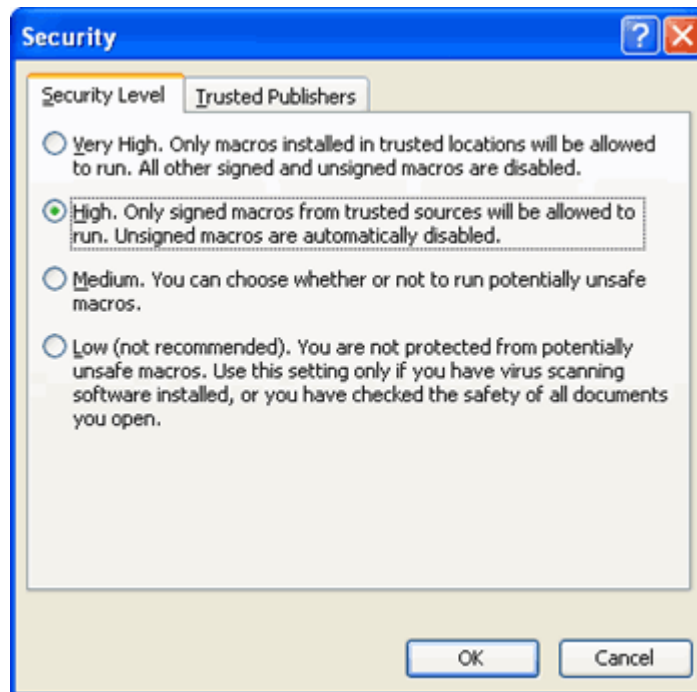 Security
Security Level
Trusted Publishers
Very High. Only macros installed in trusted locations will be allowed
to run. All other signed and unsigned macros are disabled.
High. Only signed macros from trusted sources will be allowed to
run. Unsigned macros are automatically disabled.
Medium. You can choose whether or not to run potentially unsafe
macros.
Low (not recommended). You are not protected from potentially
unsafe macros. Use this setting only if you have virus scanning
software installed, or you have checked the safety of all documents
you open.
OK
Cancel